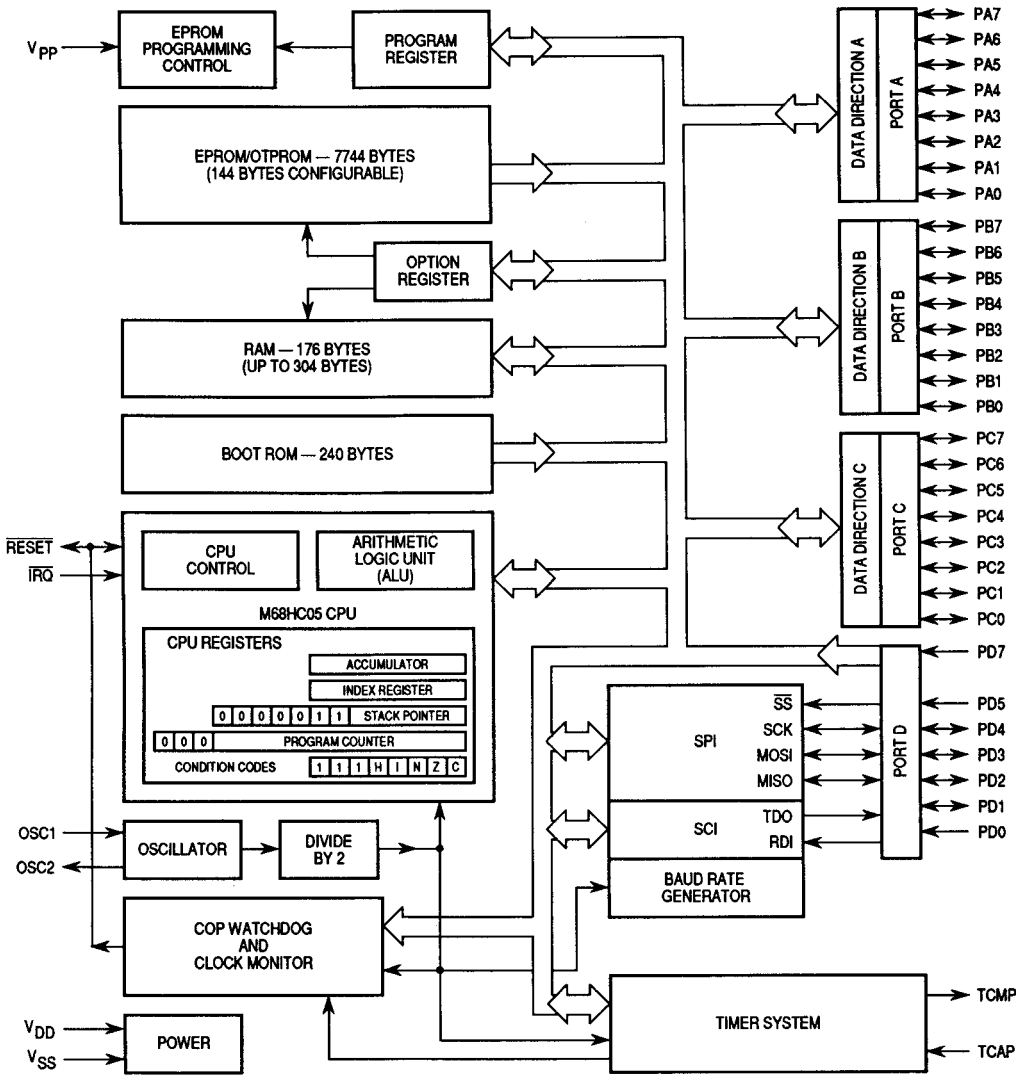 V PP
EPROM
PROGRAMMING
CONTROL
PROGRAM
REGISTER
EPROM/OTPROM — 7744 BYTES
(144 BYTES CONFIGURABLE)
OPTION
REGISTER
RAM — 176 BYTES
(UP TO 304 BYTES)
BOOT ROM — 240 BYTES
RESET
IRQ
CPU
CONTROL
ARITHMETIC
LOGIC UNIT
(ALU)
M68HC05 CPU
CPU REGISTERS
ACCUMULATOR
INDEX REGISTER
0 0 0 0 0 1 1 STACK POINTER
0 0 0 PROGRAM COUNTER
CONDITION CODES 1 1 1 H I N Z C
OSC1
OSC2
OSCILLATOR
DIVIDE
BY 2
COP WATCHDOG
AND
CLOCK MONITOR
V DD
V SS
POWER
DATA DIRECTION A
PORT A
PA7
PA6
PA5
PA4
PA3
PA2
PA1
PA0
DATA DIRECTION B
PORT B
PB7
PB6
PB5
PB4
PB3
PB2
PB1
PB0
DATA DIRECTION C
PORT C
PC7
PC6
PC5
PC4
PC3
PC2
PC1
PC0
SPI
SS
SCK
MOSI
MISO
SCI
TDO
RDI
BAUD RATE
GENERATOR
PORT D
PD7
PD5
PD4
PD3
PD2
PD1
PD0
TIMER SYSTEM
TCMP
TCAP